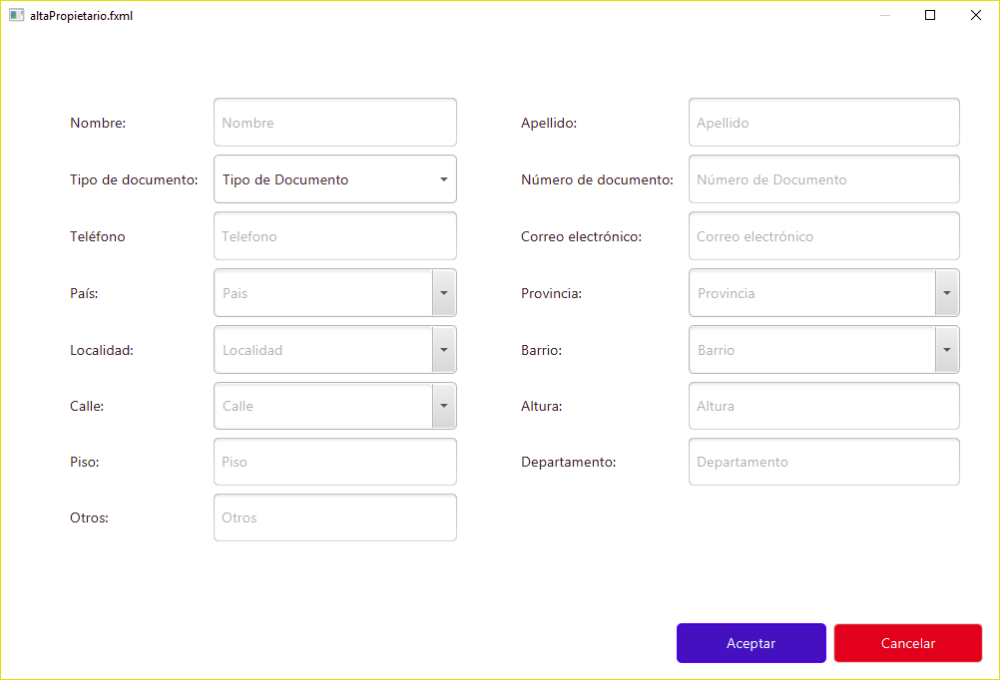 altaPropietario.fxml
Nombre: Nombre Apellido: Apellido
Tipo de documento: Tipo de Documento Número de documento: Número de Documento
Teléfono Telefono Correo electrónico: Correo electrónico
País: Pais Provincia: Provincia
Localidad: Localidad Barrio: Barrio
Calle: Calle Altura: Altura
Piso: Piso Departamento: Departamento
Otros: Otros
Aceptar Cancelar